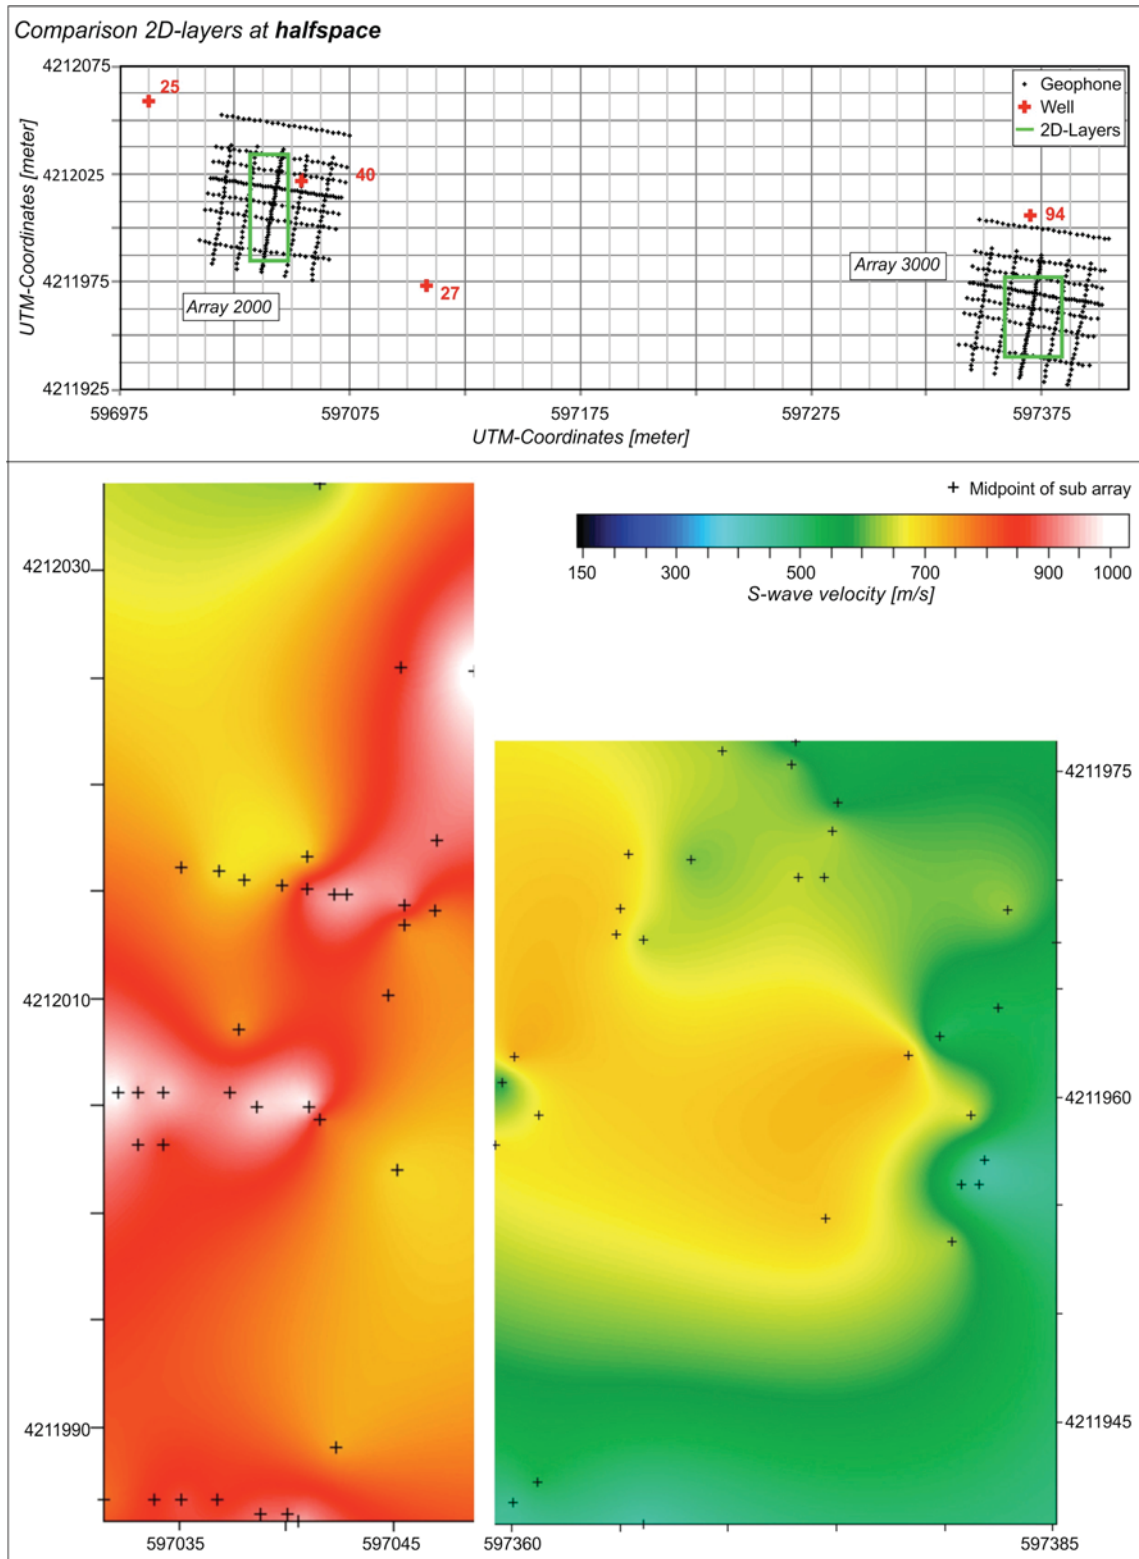 Comparison 2D-layers at halfspace
4212075
4212025
4211975
4211925
UTM-Coordinates [meter]
25
40
27
94
Geophone
Well
2D-Layers
Array 2000
Array 3000
596975
597075
597175
597275
597375
UTM-Coordinates [meter]
Midpoint of sub array
150
300
500
700
900
1000
S-wave velocity [m/s]
4212030
4212010
4211990
597035
597045
4211975
4211960
4211945
597360
597385